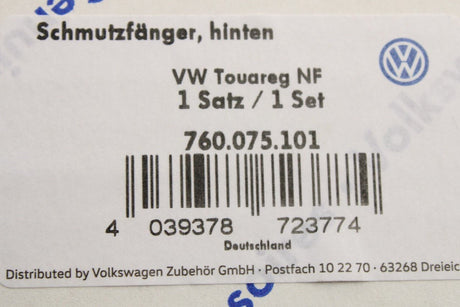 Schmutzfänger, hinten
VW Touareg NF
1 Satz / 1 Set
760.075.101
4 039378 723774
Deutschland
Distributed by Volkswagen Zubehör GmbH · Postfach 10 22 70 · 63268 Dreieic